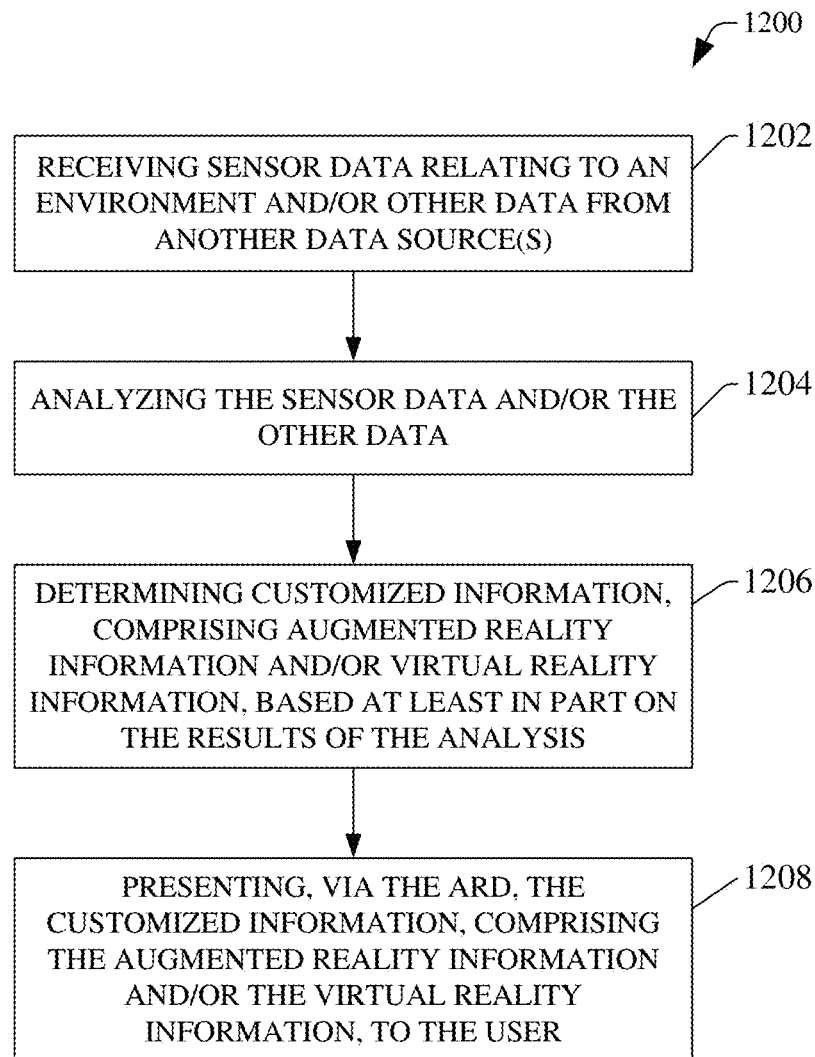 1200
1202
RECEIVING SENSOR DATA RELATING TO AN
ENVIRONMENT AND/OR OTHER DATA FROM
ANOTHER DATA SOURCE(S)
1204
ANALYZING THE SENSOR DATA AND/OR THE
OTHER DATA
1206
DETERMINING CUSTOMIZED INFORMATION,
COMPRISING AUGMENTED REALITY
INFORMATION AND/OR VIRTUAL REALITY
INFORMATION, BASED AT LEAST IN PART ON
THE RESULTS OF THE ANALYSIS
1208
PRESENTING, VIA THE ARD, THE
CUSTOMIZED INFORMATION, COMPRISING
THE AUGMENTED REALITY INFORMATION
AND/OR THE VIRTUAL REALITY
INFORMATION, TO THE USER